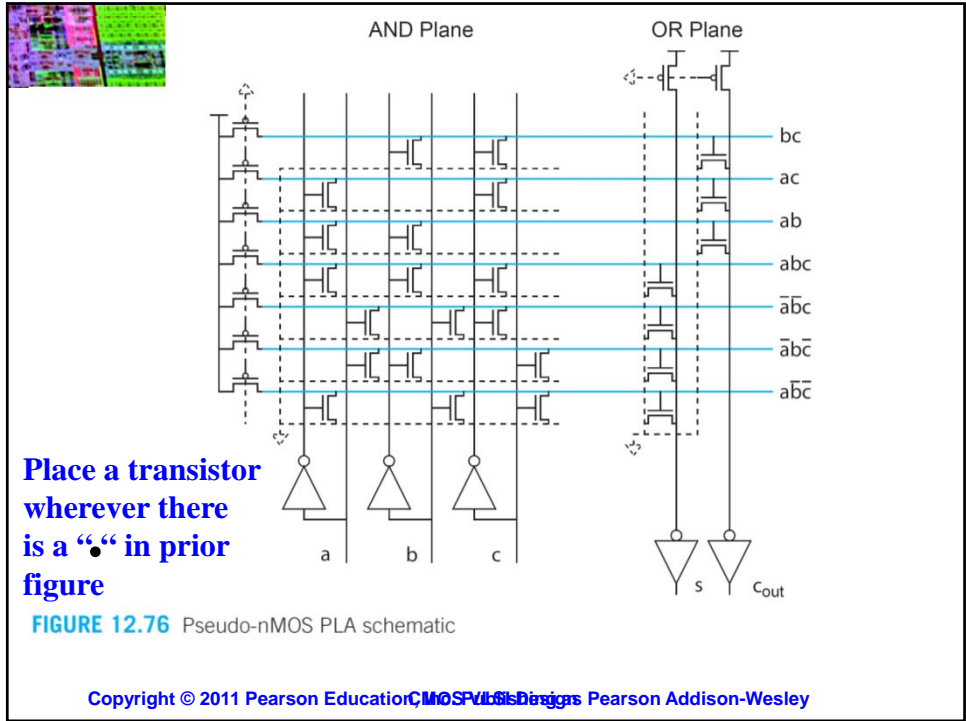 AND Plane
OR Plane
bc
ac
ab
abc
a̅b̅c
a̅bc̅
ab̅c̅
Place a transistor
wherever there
is a “•“ in prior
figure
a
b
c
s
cout
FIGURE 12.76 Pseudo-nMOS PLA schematic
Copyright © 2011 Pearson Education, Inc. Publishing as Pearson Addison-Wesley
CMOS VLSI Design